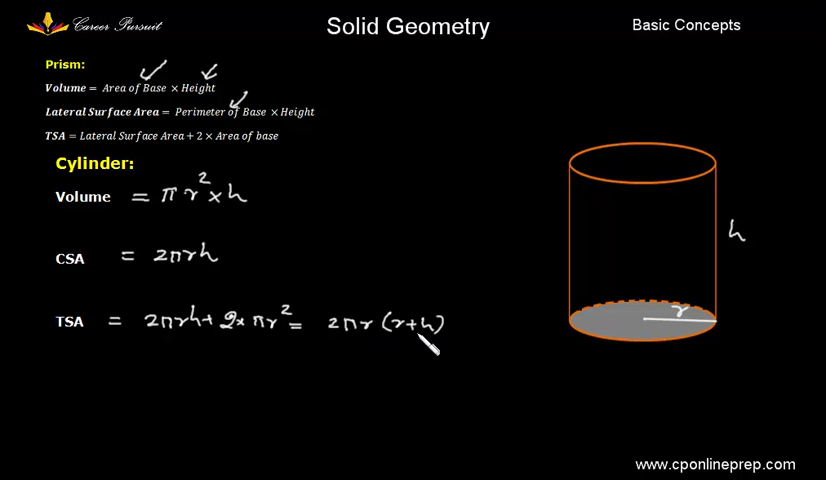 Career Pursuit
Solid Geometry
Basic Concepts
Prism:
Volume = Area of Base × Height
Lateral Surface Area = Perimeter of Base × Height
TSA = Lateral Surface Area + 2 × Area of base
Cylinder:
Volume = πr² × h
CSA = 2πrh
TSA = 2πrh + 2 × πr² = 2πr (r+h)
h
r
www.cponlineprep.com